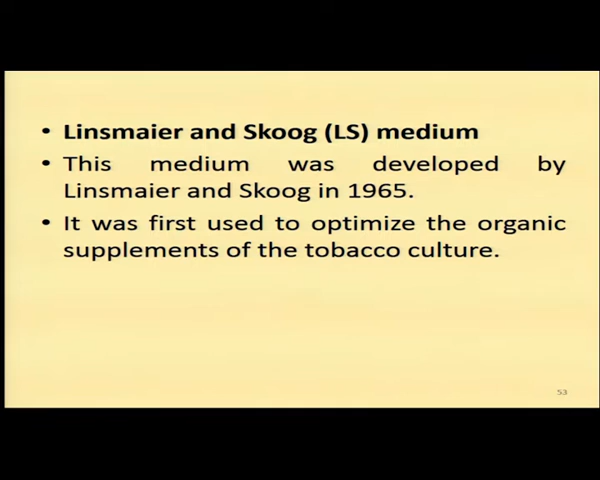 • Linsmaier and Skoog (LS) medium
• This medium was developed by
Linsmaier and Skoog in 1965.
• It was first used to optimize the organic
supplements of the tobacco culture.
53